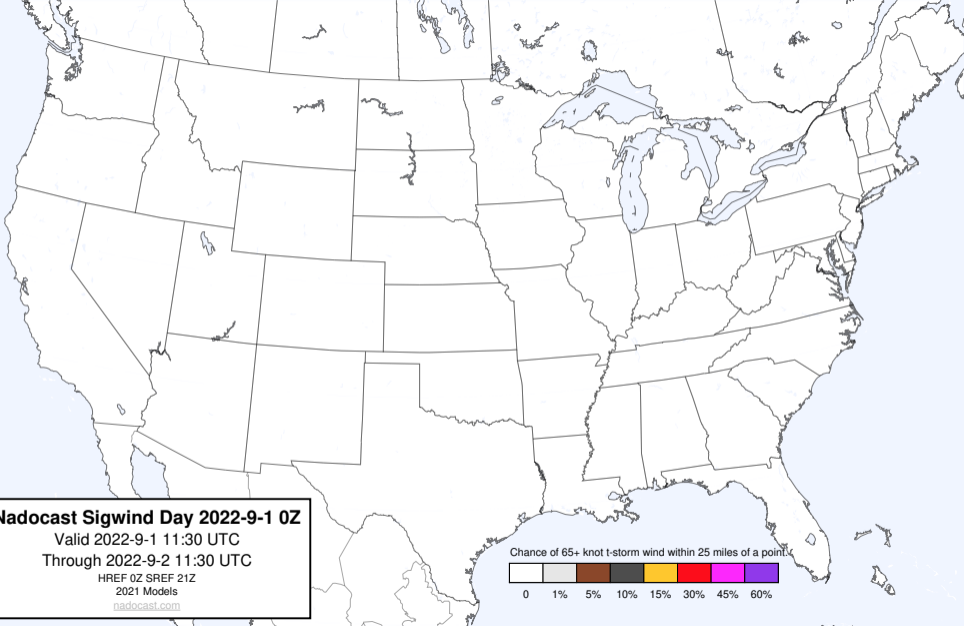 Nadocast Sigwind Day 2022-9-1 0Z
Valid 2022-9-1 11:30 UTC
Through 2022-9-2 11:30 UTC
HREF 0Z SREF 21Z
2021 Models
nadocast.com
Chance of 65+ knot t-storm wind within 25 miles of a point.
0 1% 5% 10% 15% 30% 45% 60%